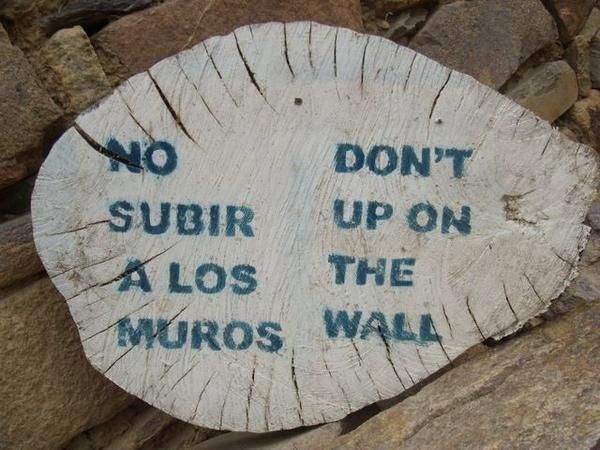 NO
SUBIR
A LOS
MUROS
DON'T
UP ON
THE
WALL